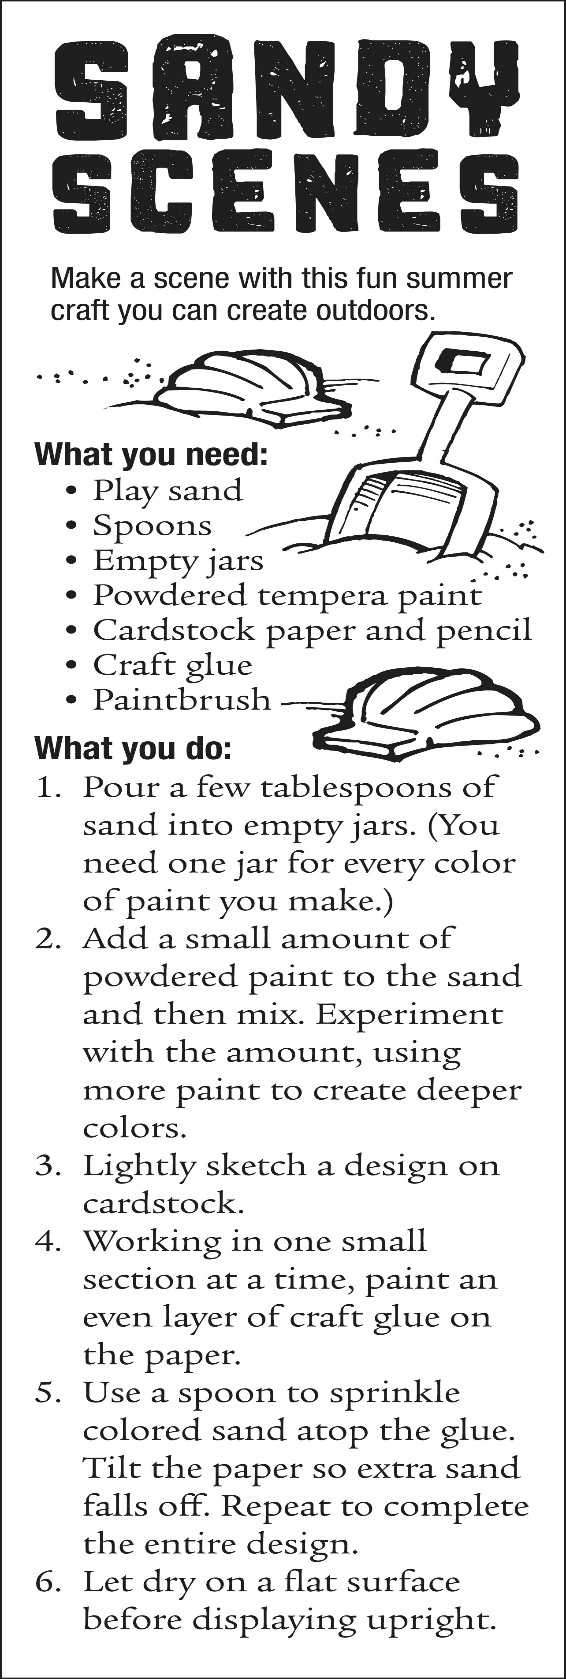 SANDY
SCENES
Make a scene with this fun summer
craft you can create outdoors.
What you need:
• Play sand
• Spoons
• Empty jars
• Powdered tempera paint
• Cardstock paper and pencil
• Craft glue
• Paintbrush
What you do:
1. Pour a few tablespoons of
sand into empty jars. (You
need one jar for every color
of paint you make.)
2. Add a small amount of
powdered paint to the sand
and then mix. Experiment
with the amount, using
more paint to create deeper
colors.
3. Lightly sketch a design on
cardstock.
4. Working in one small
section at a time, paint an
even layer of craft glue on
the paper.
5. Use a spoon to sprinkle
colored sand atop the glue.
Tilt the paper so extra sand
falls off. Repeat to complete
the entire design.
6. Let dry on a flat surface
before displaying upright.